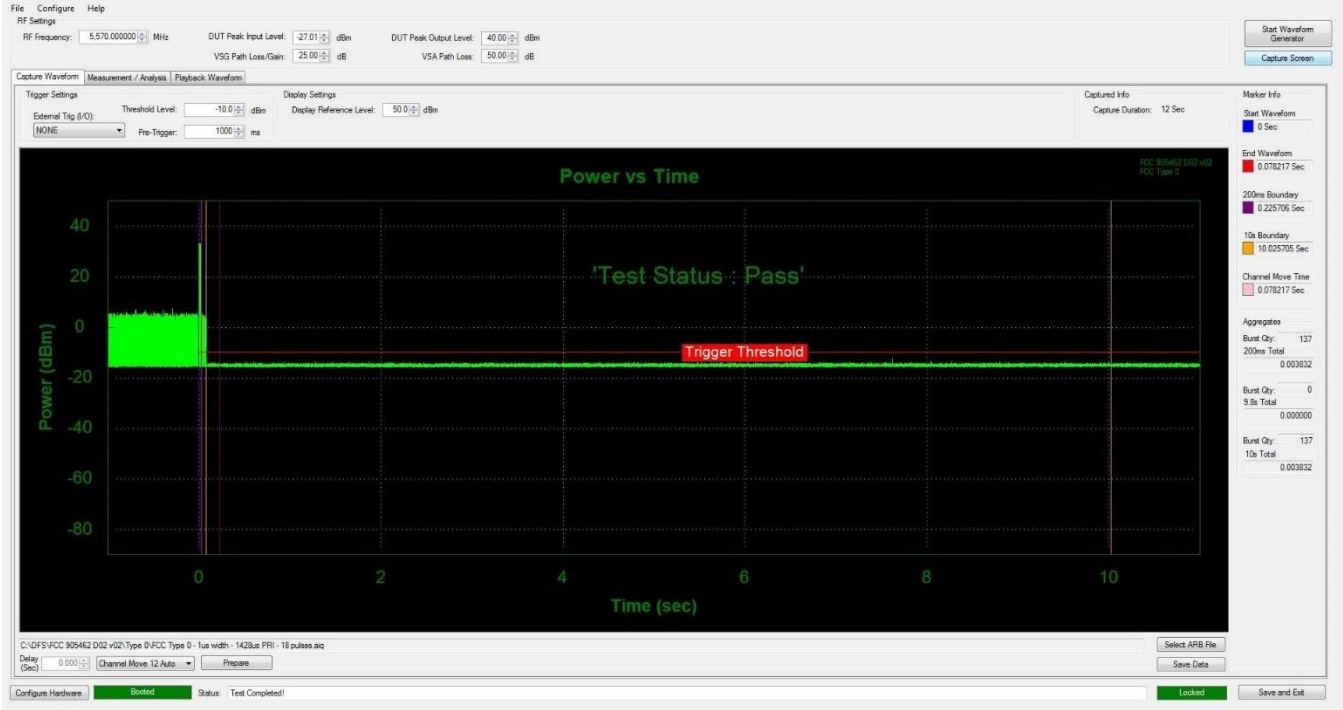 File Configure Help
RF Settings
RF Frequency: 5,570.000000 MHz DUT Peak Input Level: -27.01 dBm DUT Peak Output Level: 40.00 dBm
VSG Path Loss/Gain: 25.00 dB VSA Path Loss: 50.00 dB
Start Waveform
Generator
Capture Screen
Capture Waveform Measurement / Analysis Playback Waveform
Trigger Settings
External Trig (I/O):
NONE
Threshold Level: -10.0 dBm
Pre-Trigger: 1000 ms
Display Settings
Display Reference Level: 50.0 dBm
Captured Info
Capture Duration: 12 Sec
Power vs Time
FCC 905462 D02 v02
FCC Type 0
'Test Status : Pass'
Trigger Threshold
Power (dBm)
40
20
0
-20
-40
-60
-80
0 2 4 6 8 10
Time (sec)
Marker Info
Start Waveform
0 Sec
End Waveform
0.078217 Sec
200ms Boundary
0.225706 Sec
10s Boundary
10.025705 Sec
Channel Move Time
0.078217 Sec
Aggregates
Burst Qty: 137
200ms Total
0.003832
Burst Qty: 0
9.8s Total
0.000000
Burst Qty: 137
10s Total
0.003832
C:\DFS\FCC 905462 D02 v02\Type 0\FCC Type 0 - 1us width - 1428us PRI - 18 pulses.aiq
Select ARB File
Delay
(Sec) 0.000 Channel Move 12 Auto Prepare
Save Data
Configure Hardware Booted Status: Test Completed! Locked Save and Exit